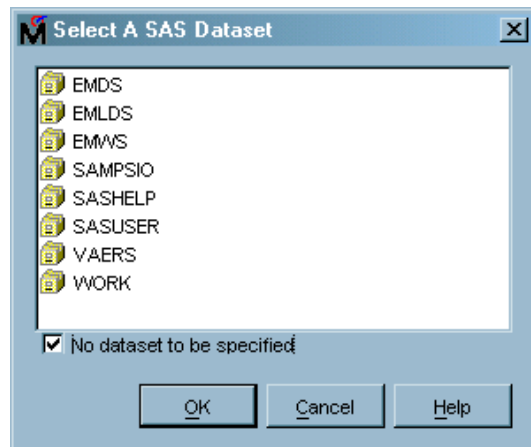 Select A SAS Dataset
EMDS
EMLDS
EMWS
SAMPSIO
SASHELP
SASUSER
VAERS
WORK
No dataset to be specified
OK
Cancel
Help